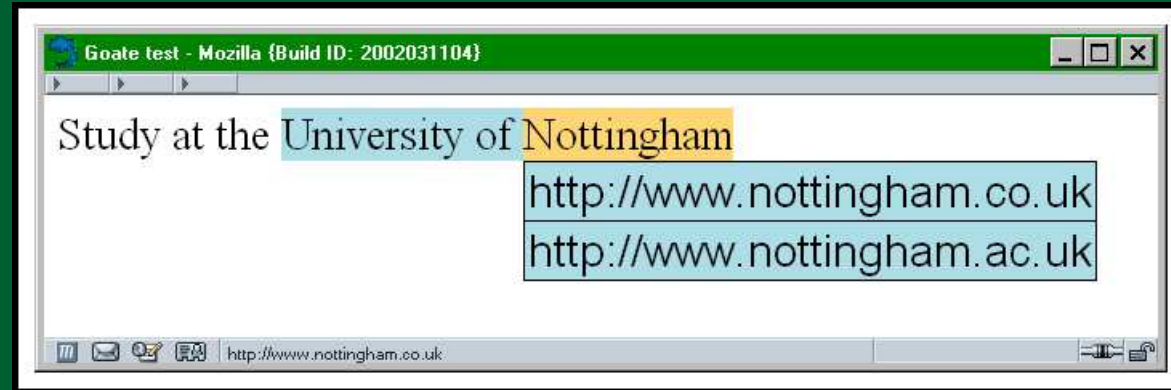 Goate test - Mozilla {Build ID: 2002031104}
Study at the University of Nottingham
http://www.nottingham.co.uk
http://www.nottingham.ac.uk
http://www.nottingham.co.uk